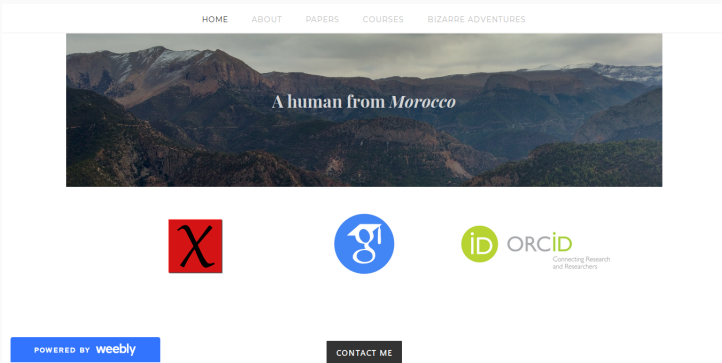 HOME ABOUT PAPERS COURSES BIZARRE ADVENTURES
A human from Morocco
χ g iD ORCiD
Connecting Research
and Researchers
POWERED BY weebly
CONTACT ME